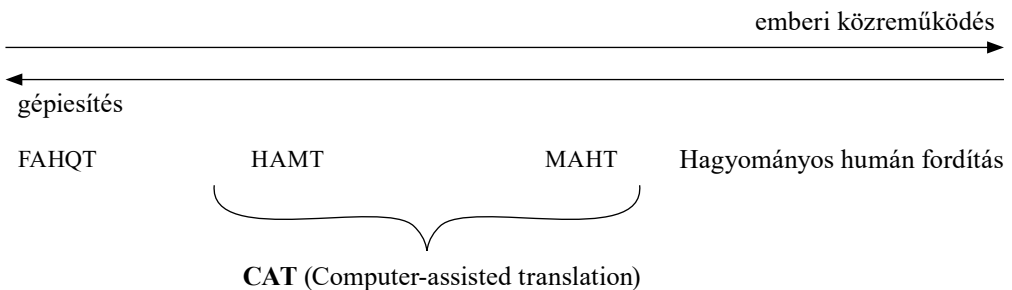 emberi közreműködés
gépiesítés
FAHQT HAMT MAHT Hagyományos humán fordítás
CAT (Computer-assisted translation)